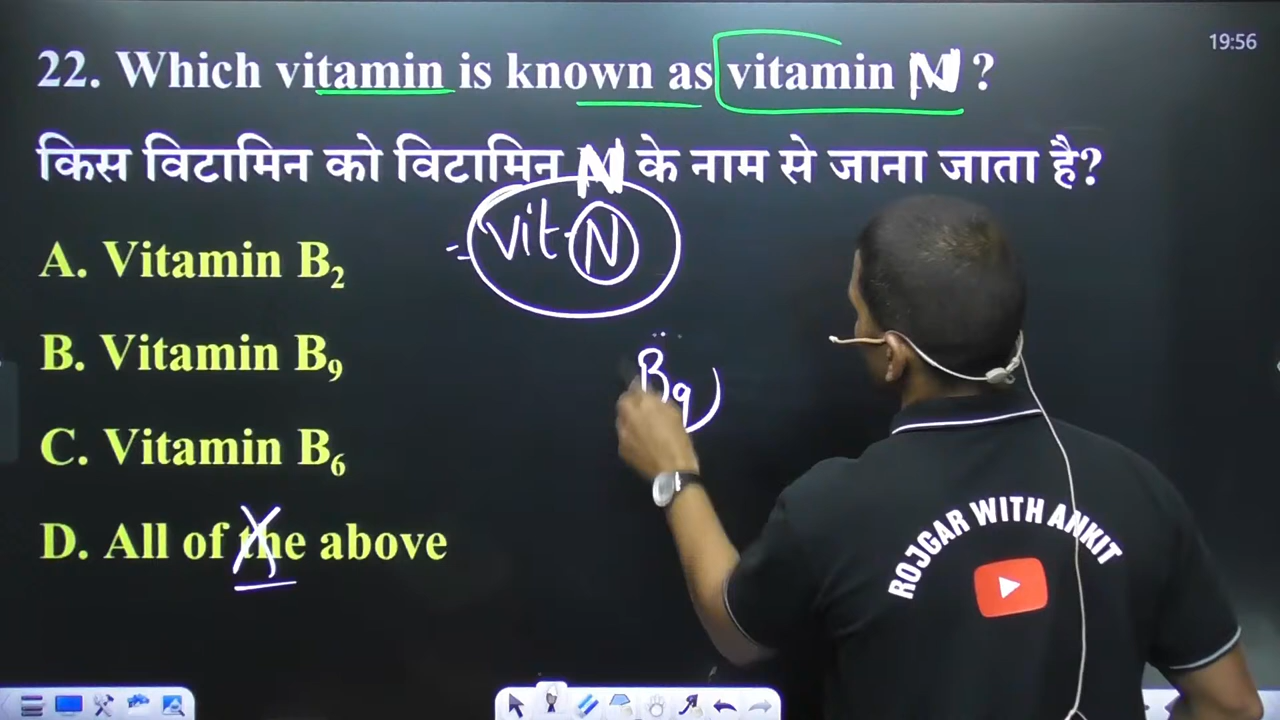 19:56
22. Which vitamin is known as vitamin N ?
किस विटामिन को विटामिन N के नाम से जाना जाता है?
Vit-N
A. Vitamin B₂
B. Vitamin B₉
B₉
C. Vitamin B₆
D. All of the above
ROJGAR WITH ANKIT